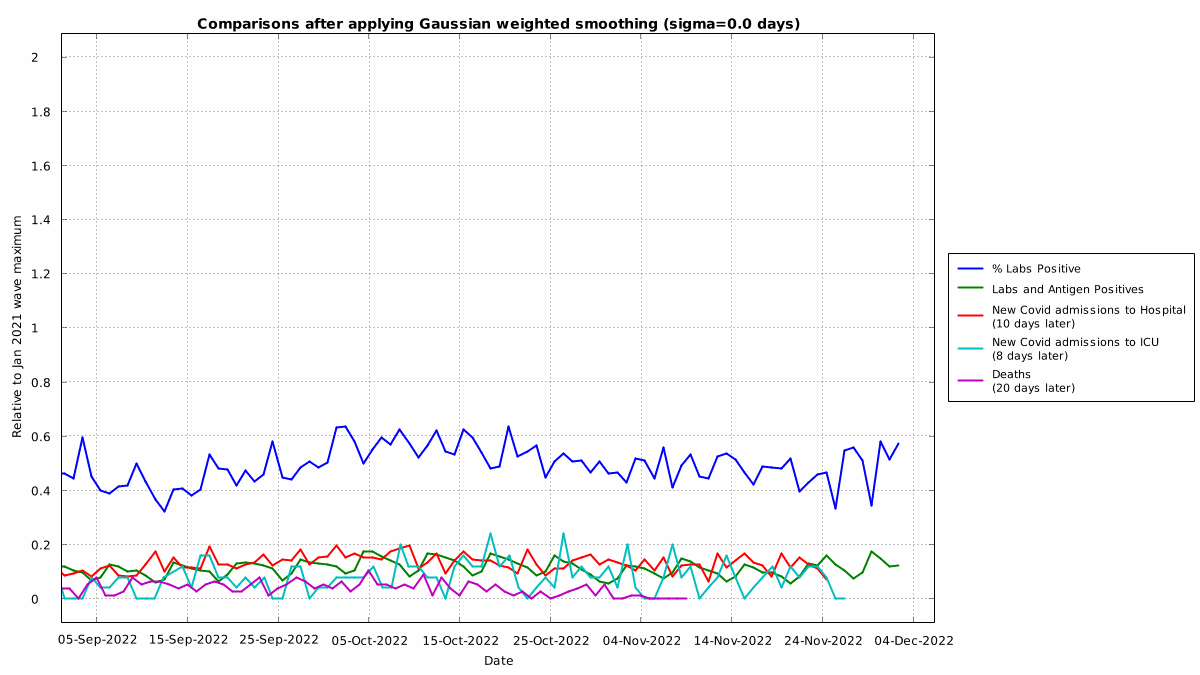 Comparisons after applying Gaussian weighted smoothing (sigma=0.0 days)
Relative to Jan 2021 wave maximum
2
1.8
1.6
1.4
1.2
1
0.8
0.6
0.4
0.2
0
05-Sep-2022 15-Sep-2022 25-Sep-2022 05-Oct-2022 15-Oct-2022 25-Oct-2022 04-Nov-2022 14-Nov-2022 24-Nov-2022 04-Dec-2022
Date
% Labs Positive
Labs and Antigen Positives
New Covid admissions to Hospital
(10 days later)
New Covid admissions to ICU
(8 days later)
Deaths
(20 days later)